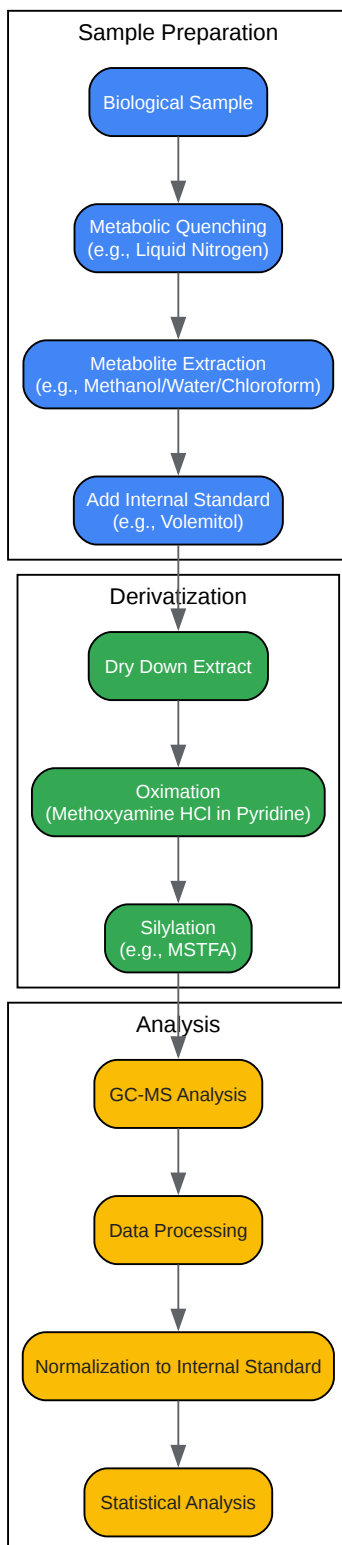 Sample Preparation
Biological Sample
Metabolic Quenching
(e.g., Liquid Nitrogen)
Metabolite Extraction
(e.g., Methanol/Water/Chloroform)
Add Internal Standard
(e.g., Volemitol)
Derivatization
Dry Down Extract
Oximation
(Methoxyamine HCl in Pyridine)
Silylation
(e.g., MSTFA)
Analysis
GC-MS Analysis
Data Processing
Normalization to Internal Standard
Statistical Analysis